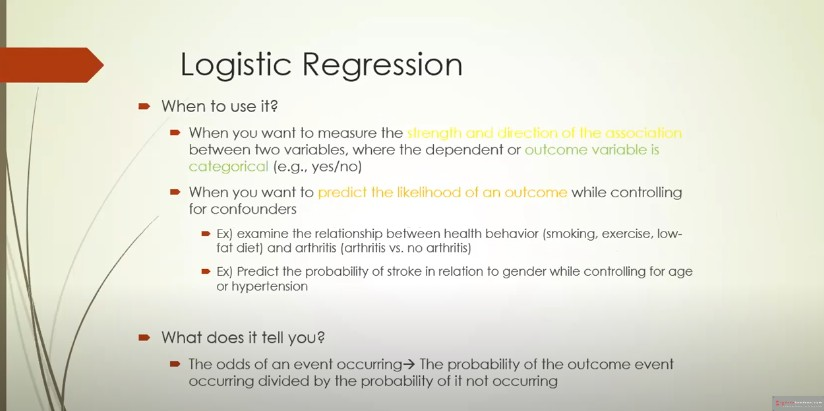 Logistic Regression
When to use it?
When you want to measure the strength and direction of the association
between two variables, where the dependent or outcome variable is
categorical (e.g., yes/no)
When you want to predict the likelihood of an outcome while controlling
for confounders
Ex) examine the relationship between health behavior (smoking, exercise, low-
fat diet) and arthritis (arthritis vs. no arthritis)
Ex) Predict the probability of stroke in relation to gender while controlling for age
or hypertension
What does it tell you?
The odds of an event occurring→ The probability of the outcome event
occurring divided by the probability of it not occurring